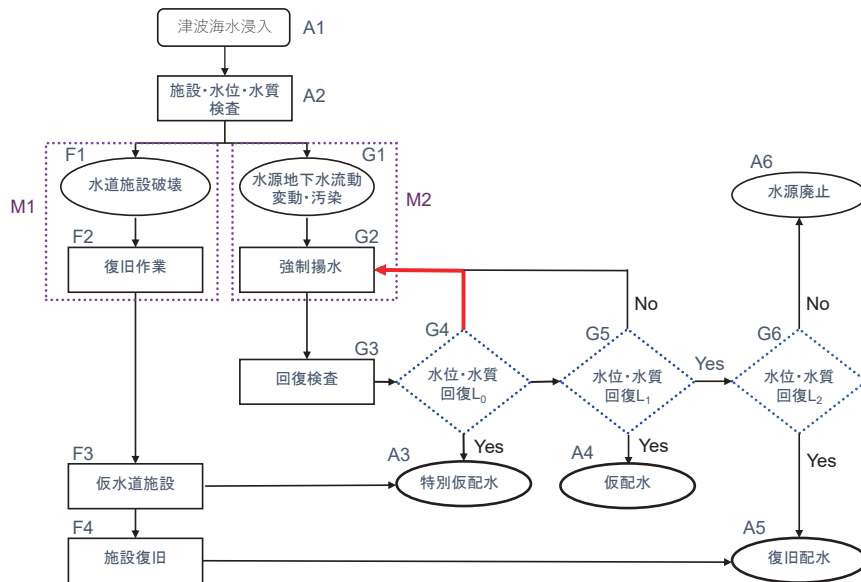 津波海水浸入
A1
施設・水位・水質
検査
A2
F1
水道施設破壊
G1
水源地下水流動
変動・汚染
M1
M2
A6
水源廃止
F2
復旧作業
G2
強制揚水
No
No
G3
回復検査
G4
水位・水質
回復L₀
G5
水位・水質
回復L₁
Yes
G6
水位・水質
回復L₂
Yes
Yes
Yes
F3
仮水道施設
A3
特別仮配水
A4
仮配水
F4
施設復旧
A5
復旧配水